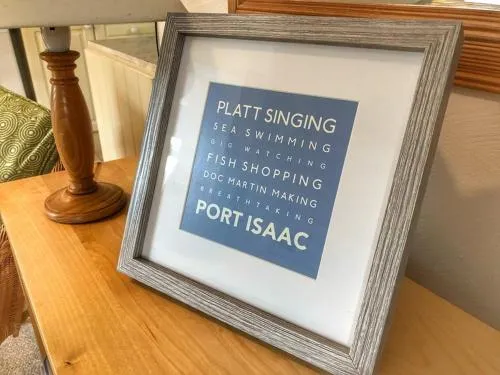 PLATT SINGING
SEA SWIMMING
GIG WATCHING
FISH SHOPPING
DOC MARTIN MAKING
BREATHTAKING
PORT ISAAC